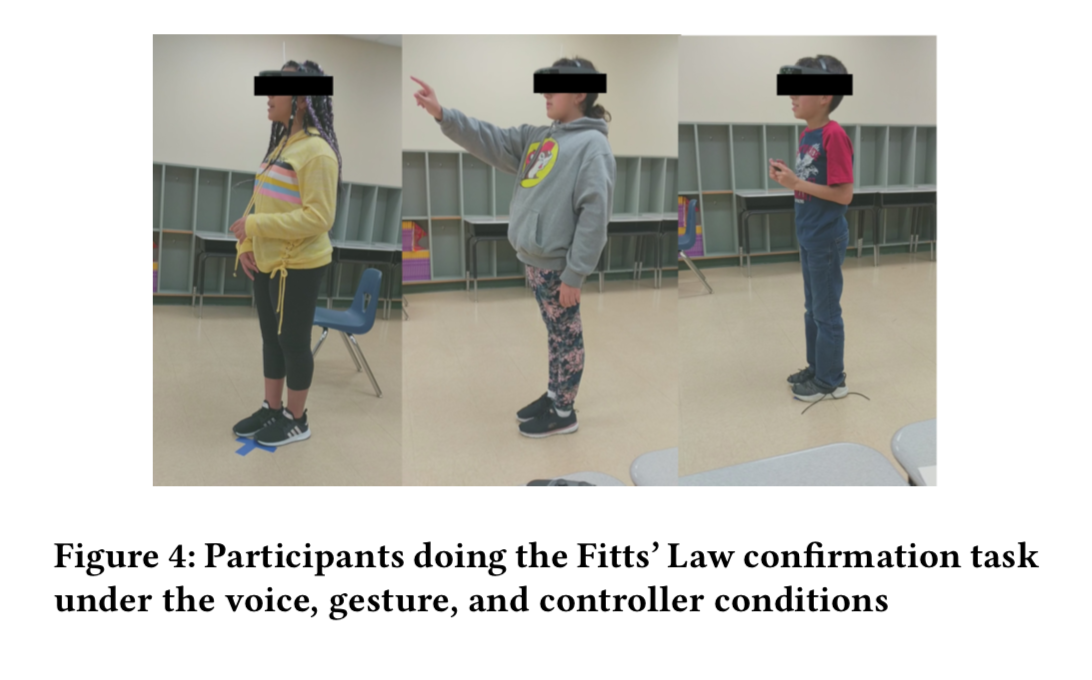 Figure 4: Participants doing the Fitts’ Law confirmation task
under the voice, gesture, and controller conditions